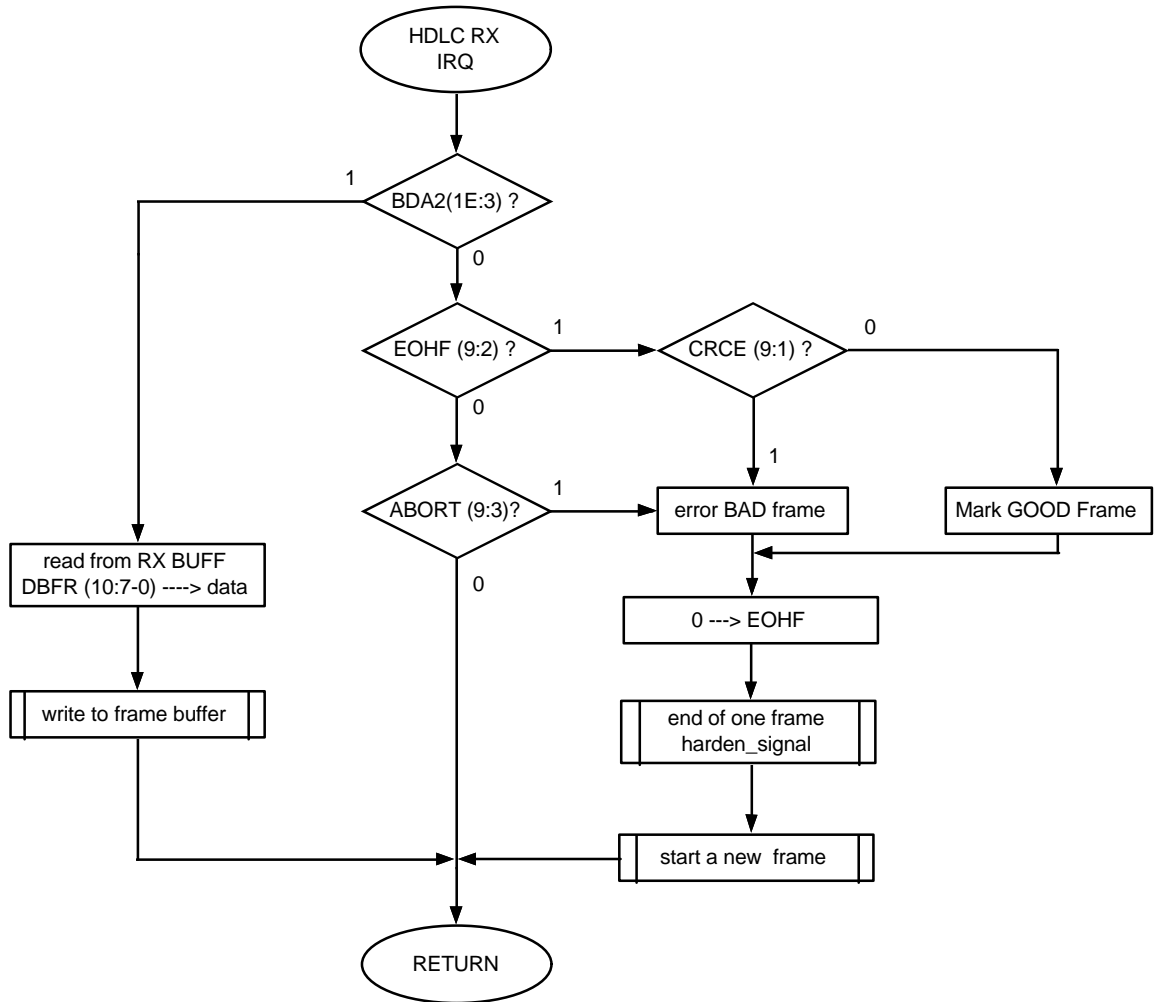 HDLC RX
IRQ
1
BDA2(1E:3) ?
0
EOHF (9:2) ?
1
CRCE (9:1) ?
0
0
1
ABORT (9:3)?
1
error BAD frame
Mark GOOD Frame
read from RX BUFF
DBFR (10:7-0) ----> data
0
0 ---> EOHF
write to frame buffer
end of one frame
harden_signal
start a new frame
RETURN